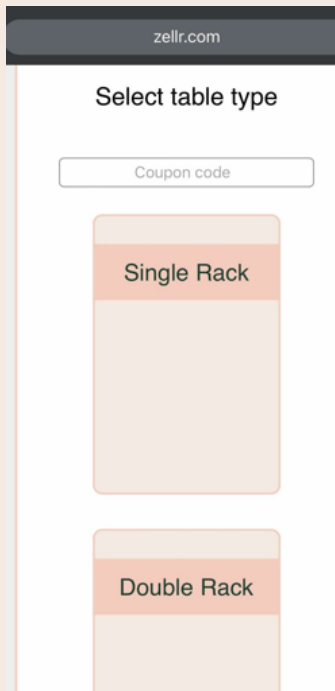 zellr.com
Select table type
Coupon code
Single Rack
Double Rack